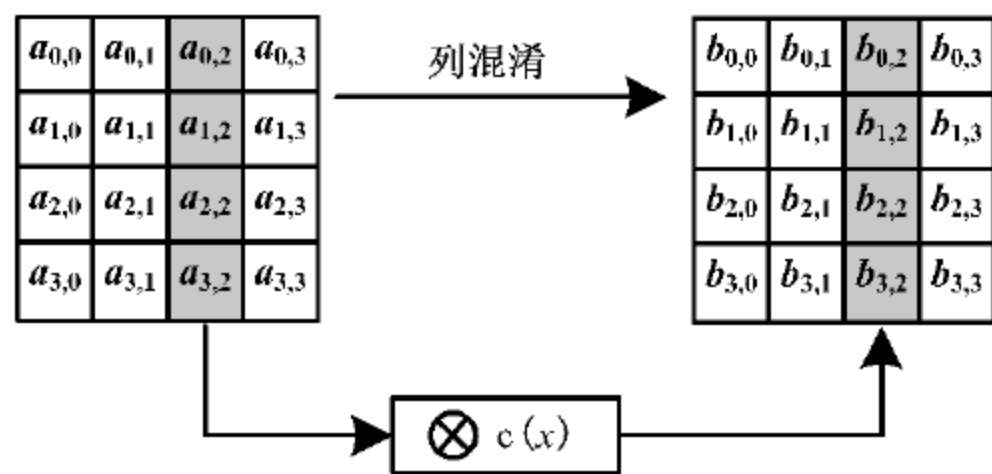 a0,0 a0,1 a0,2 a0,3 列混淆 b0,0 b0,1 b0,2 b0,3
a1,0 a1,1 a1,2 a1,3 b1,0 b1,1 b1,2 b1,3
a2,0 a2,1 a2,2 a2,3 b2,0 b2,1 b2,2 b2,3
a3,0 a3,1 a3,2 a3,3 b3,0 b3,1 b3,2 b3,3
⊗ c(x)